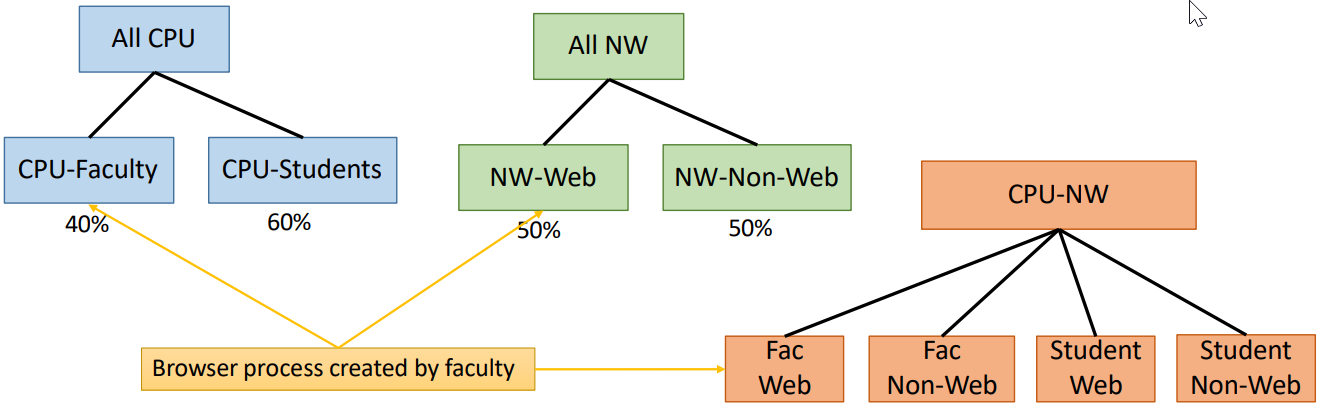 All CPU
All NW
CPU-Faculty
CPU-Students
NW-Web
NW-Non-Web
CPU-NW
40%
60%
50%
50%
Browser process created by faculty
Fac
Web
Fac
Non-Web
Student
Web
Student
Non-Web